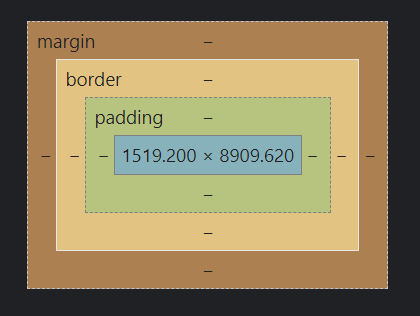 margin –
border –
padding –
– – – 1519.200 × 8909.620 – – –
–
–
–